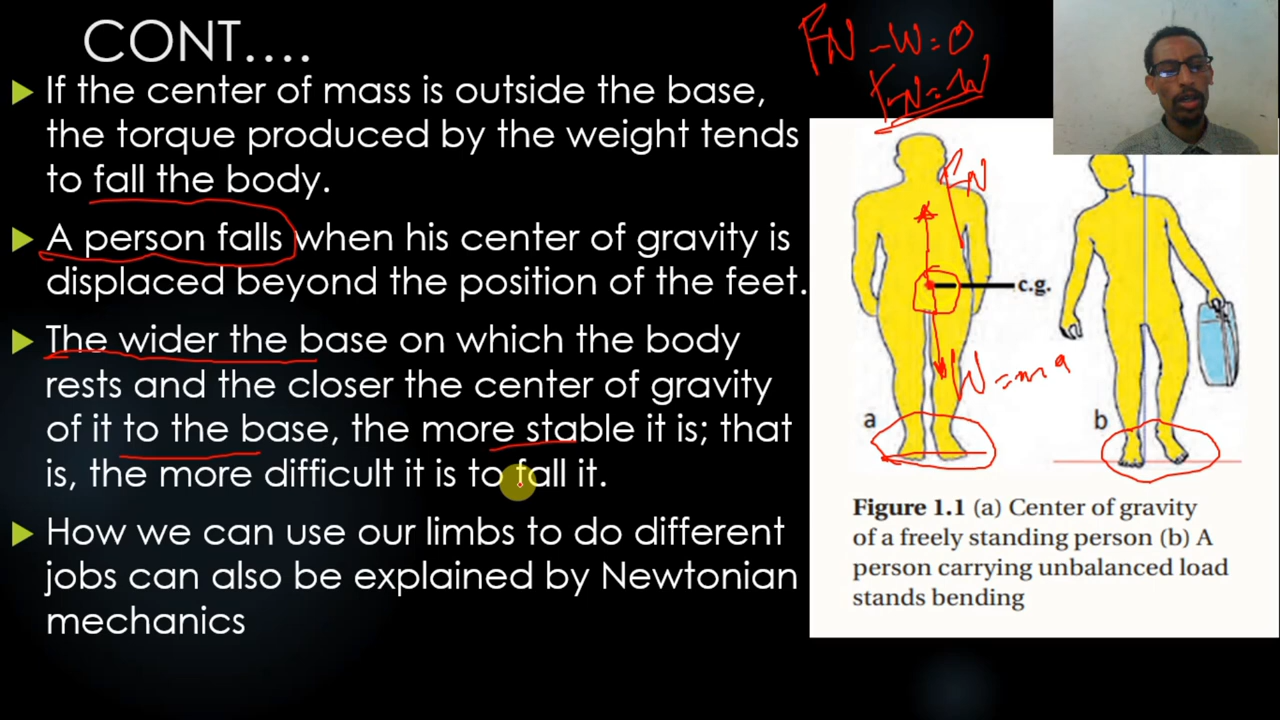 CONT....
If the center of mass is outside the base,
the torque produced by the weight tends
to fall the body.
A person falls when his center of gravity is
displaced beyond the position of the feet.
The wider the base on which the body
rests and the closer the center of gravity
of it to the base, the more stable it is; that
is, the more difficult it is to fall it.
How we can use our limbs to do different
jobs can also be explained by Newtonian
mechanics
FN - W = 0
FN = W
FN
c.g.
W = mg
a
b
Figure 1.1 (a) Center of gravity
of a freely standing person (b) A
person carrying unbalanced load
stands bending